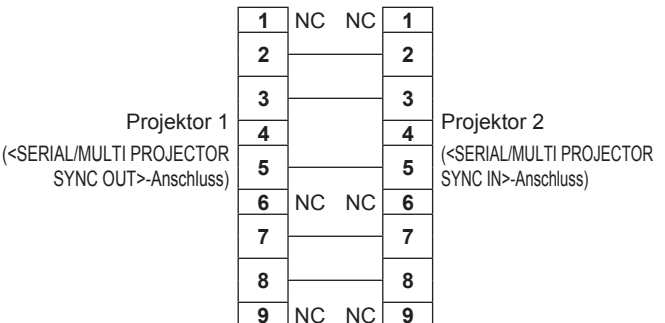 1 NC NC 1
2 2
3 3
Projektor 1 Projektor 2
4 4
(<SERIAL/MULTI PROJECTOR (<SERIAL/MULTI PROJECTOR
5 5
SYNC OUT>-Anschluss) SYNC IN>-Anschluss)
6 NC NC 6
7 7
8 8
9 NC NC 9